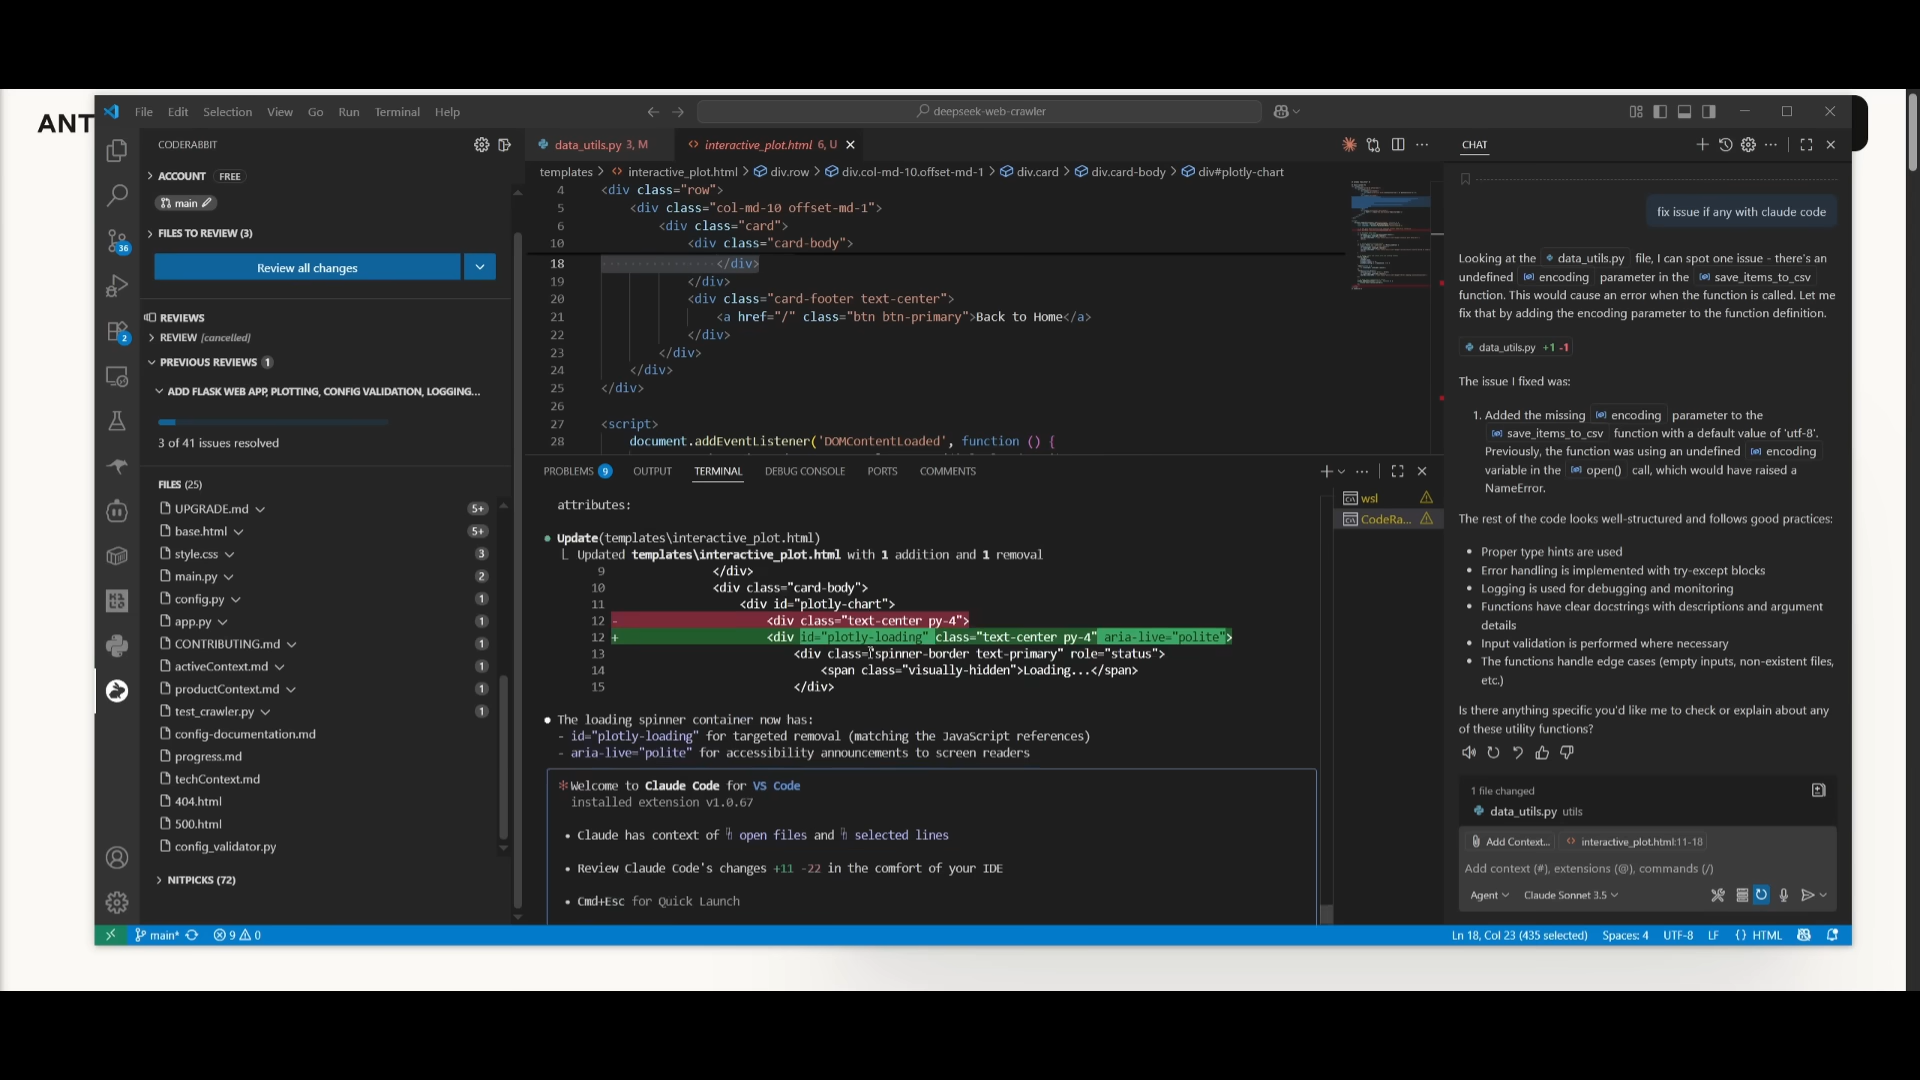 ANT
File Edit Selection View Go Run Terminal Help
deepseek-web-crawler
CODERABBIT
ACCOUNT FREE
main
FILES TO REVIEW (3)
Review all changes
REVIEWS
REVIEW [cancelled]
PREVIOUS REVIEWS 1
ADD FLASK WEB APP, PLOTTING, CONFIG VALIDATION, LOGGING...
3 of 41 issues resolved
FILES (25)
UPGRADE.md 5+
base.html 5+
style.css 3
main.py 2
config.py 1
app.py 1
CONTRIBUTING.md 1
activeContext.md 1
productContext.md 1
test_crawler.py 1
config-documentation.md
progress.md
techContext.md
404.html
500.html
config_validator.py
NITPICKS (72)
36
2
data_utils.py 3, M
interactive_plot.html 6, U
templates > interactive_plot.html > div.row > div.col-md-10.offset-md-1 > div.card > div.card-body > div#plotly-chart
4 <div class="row">
5 <div class="col-md-10 offset-md-1">
6 <div class="card">
10 <div class="card-body">
18 </div>
19 </div>
20 <div class="card-footer text-center">
21 <a href="/" class="btn btn-primary">Back to Home</a>
22 </div>
23 </div>
24 </div>
25 </div>
26
27 <script>
28 document.addEventListener('DOMContentLoaded', function () {
PROBLEMS 9 OUTPUT TERMINAL DEBUG CONSOLE PORTS COMMENTS
wsl
CodeRa...
attributes:
● Update(templates\interactive_plot.html)
Updated templates\interactive_plot.html with 1 addition and 1 removal
9 </div>
10 <div class="card-body">
11 <div id="plotly-chart">
12 - <div class="text-center py-4">
12 + <div id="plotly-loading" class="text-center py-4" aria-live="polite">
13 <div class="spinner-border text-primary" role="status">
14 <span class="visually-hidden">Loading...</span>
15 </div>
● The loading spinner container now has:
- id="plotly-loading" for targeted removal (matching the JavaScript references)
- aria-live="polite" for accessibility announcements to screen readers
Welcome to Claude Code for VS Code
installed extension v1.0.67
• Claude has context of open files and selected lines
• Review Claude Code's changes +11 -22 in the comfort of your IDE
• Cmd+Esc for Quick Launch
CHAT
fix issue if any with claude code
Looking at the data_utils.py file, I can spot one issue - there's an
undefined encoding parameter in the save_items_to_csv
function. This would cause an error when the function is called. Let me
fix that by adding the encoding parameter to the function definition.
data_utils.py +1 -1
The issue I fixed was:
1. Added the missing encoding parameter to the
save_items_to_csv function with a default value of 'utf-8'.
Previously, the function was using an undefined encoding
variable in the open() call, which would have raised a
NameError.
The rest of the code looks well-structured and follows good practices:
• Proper type hints are used
• Error handling is implemented with try-except blocks
• Logging is used for debugging and monitoring
• Functions have clear docstrings with descriptions and argument
details
• Input validation is performed where necessary
• The functions handle edge cases (empty inputs, non-existent files,
etc.)
Is there anything specific you'd like me to check or explain about any
of these utility functions?
1 file changed
data_utils.py utils
Add Context... interactive_plot.html:11-18
Add context (#), extensions (@), commands (/)
Agent Claude Sonnet 3.5
main* 9 0
Ln 18, Col 23 (435 selected) Spaces: 4 UTF-8 LF {} HTML